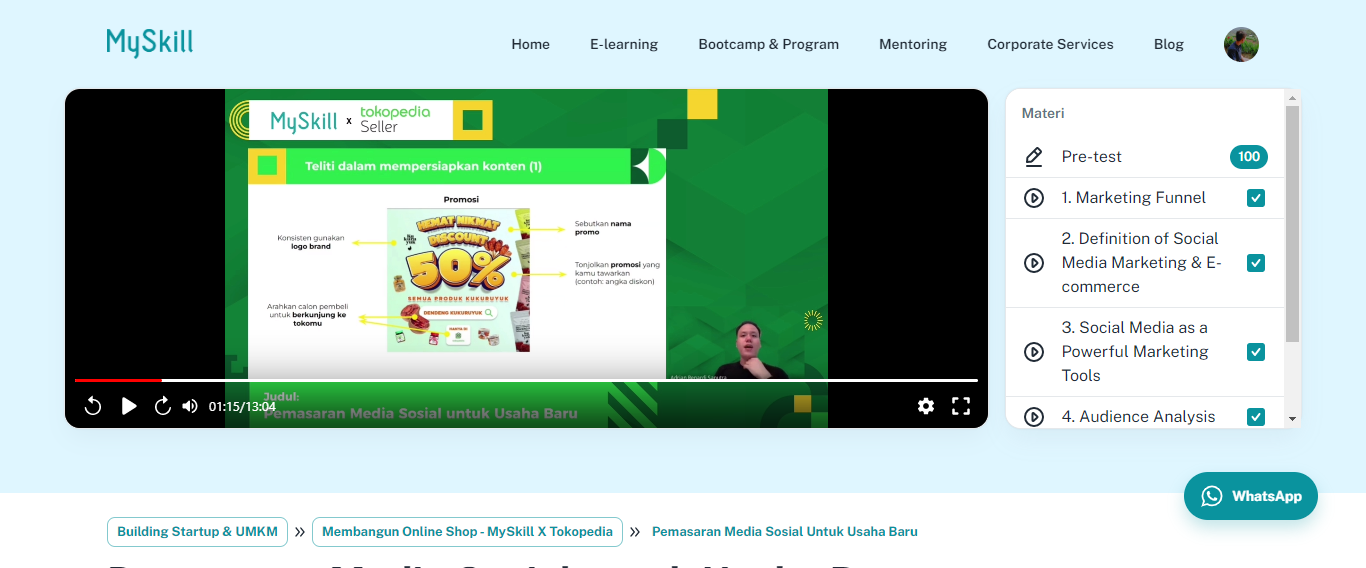 MySkill
Home
E-learning
Bootcamp & Program
Mentoring
Corporate Services
Blog
MySkill x tokopedia Seller
Teliti dalam mempersiapkan konten (1)
Promosi
Konsisten gunakan
logo brand
Arahkan calon pembeli
untuk berkunjung ke
tokomu
HEMAT NIKMAT
DISCOUNT
50%
SEMUA PRODUK KUKURUYUK
DENDENG KUKURUYUK
Sebutkan nama
promo
Tonjolkan promosi yang
kamu tawarkan
(contoh: angka diskon)
Adrian Benardi Saputra
Judul:
Pemasaran Media Sosial untuk Usaha Baru
01:15/13:04
Materi
Pre-test
100
1. Marketing Funnel
2. Definition of Social
Media Marketing & E-
commerce
3. Social Media as a
Powerful Marketing
Tools
4. Audience Analysis
WhatsApp
Building Startup & UMKM » Membangun Online Shop - MySkill X Tokopedia » Pemasaran Media Sosial Untuk Usaha Baru